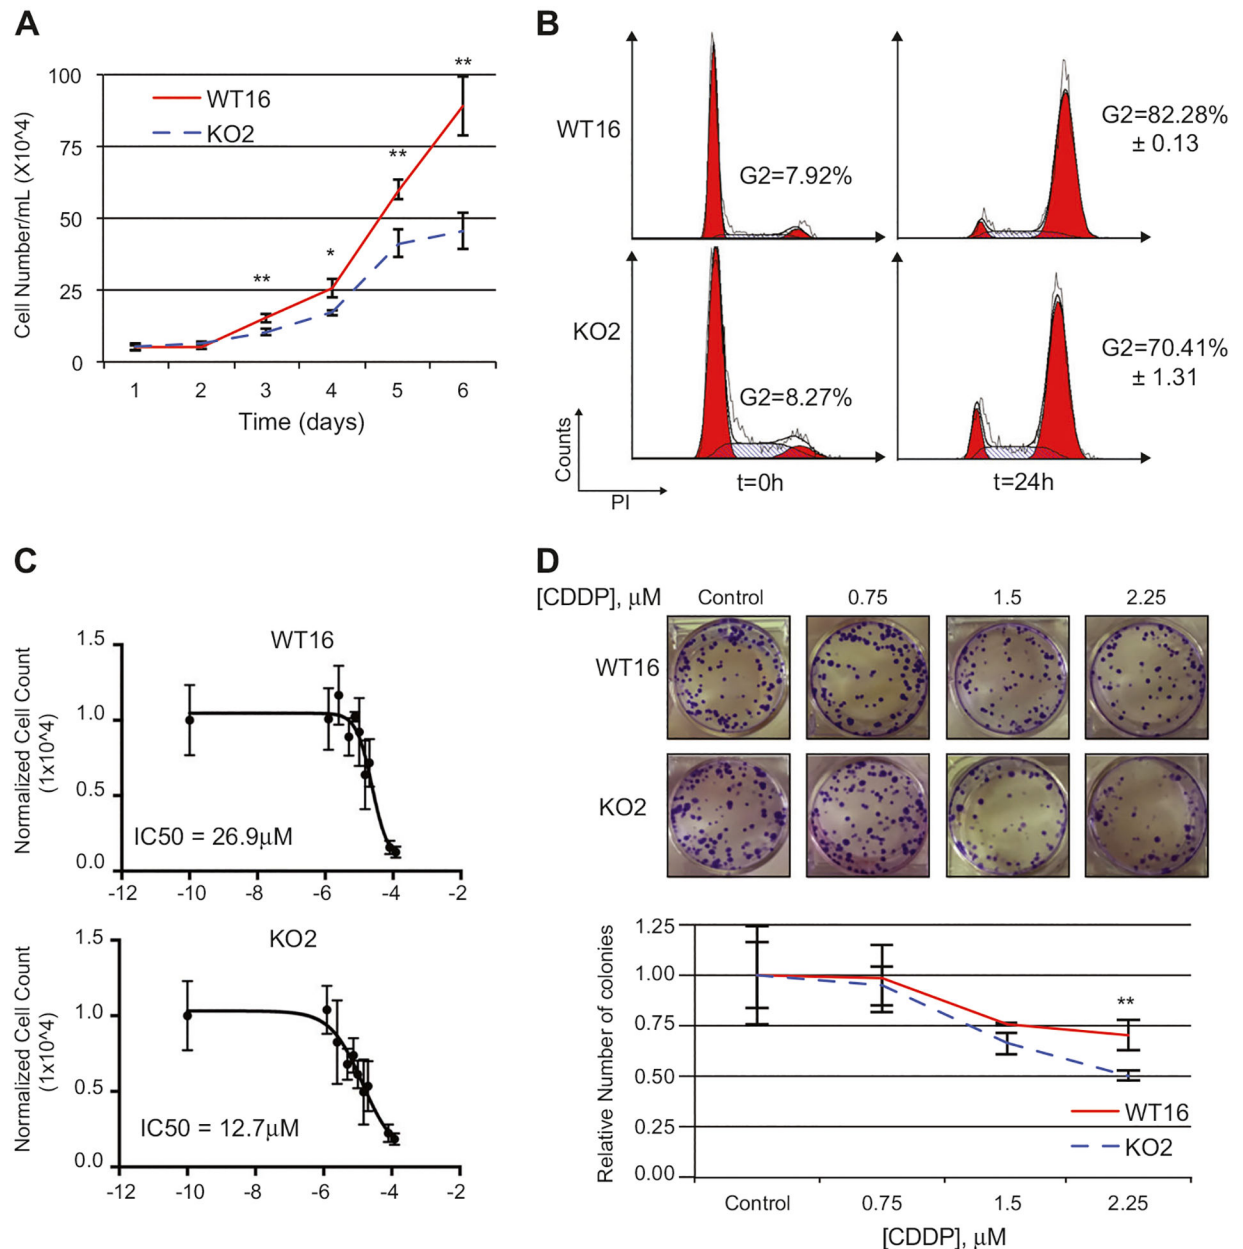 A
Cell Number/mL (X10^4)
100
75
50
25
0
WT16
KO2
**
*
**
**
1 2 3 4 5 6
Time (days)
B
WT16
G2=7.92%
G2=82.28%
± 0.13
KO2
G2=8.27%
G2=70.41%
± 1.31
Counts
PI
t=0h
t=24h
C
WT16
Normalized Cell Count
(1x10^4)
1.5
1.0
0.5
0.0
IC50 = 26.9µM
-12 -10 -8 -6 -4 -2
KO2
Normalized Cell Count
(1x10^4)
1.5
1.0
0.5
0.0
IC50 = 12.7µM
-12 -10 -8 -6 -4 -2
D
[CDDP], µM Control 0.75 1.5 2.25
WT16
KO2
Relative Number of colonies
1.25
1.00
0.75
0.50
0.25
0.00
**
WT16
KO2
Control 0.75 1.5 2.25
[CDDP], µM